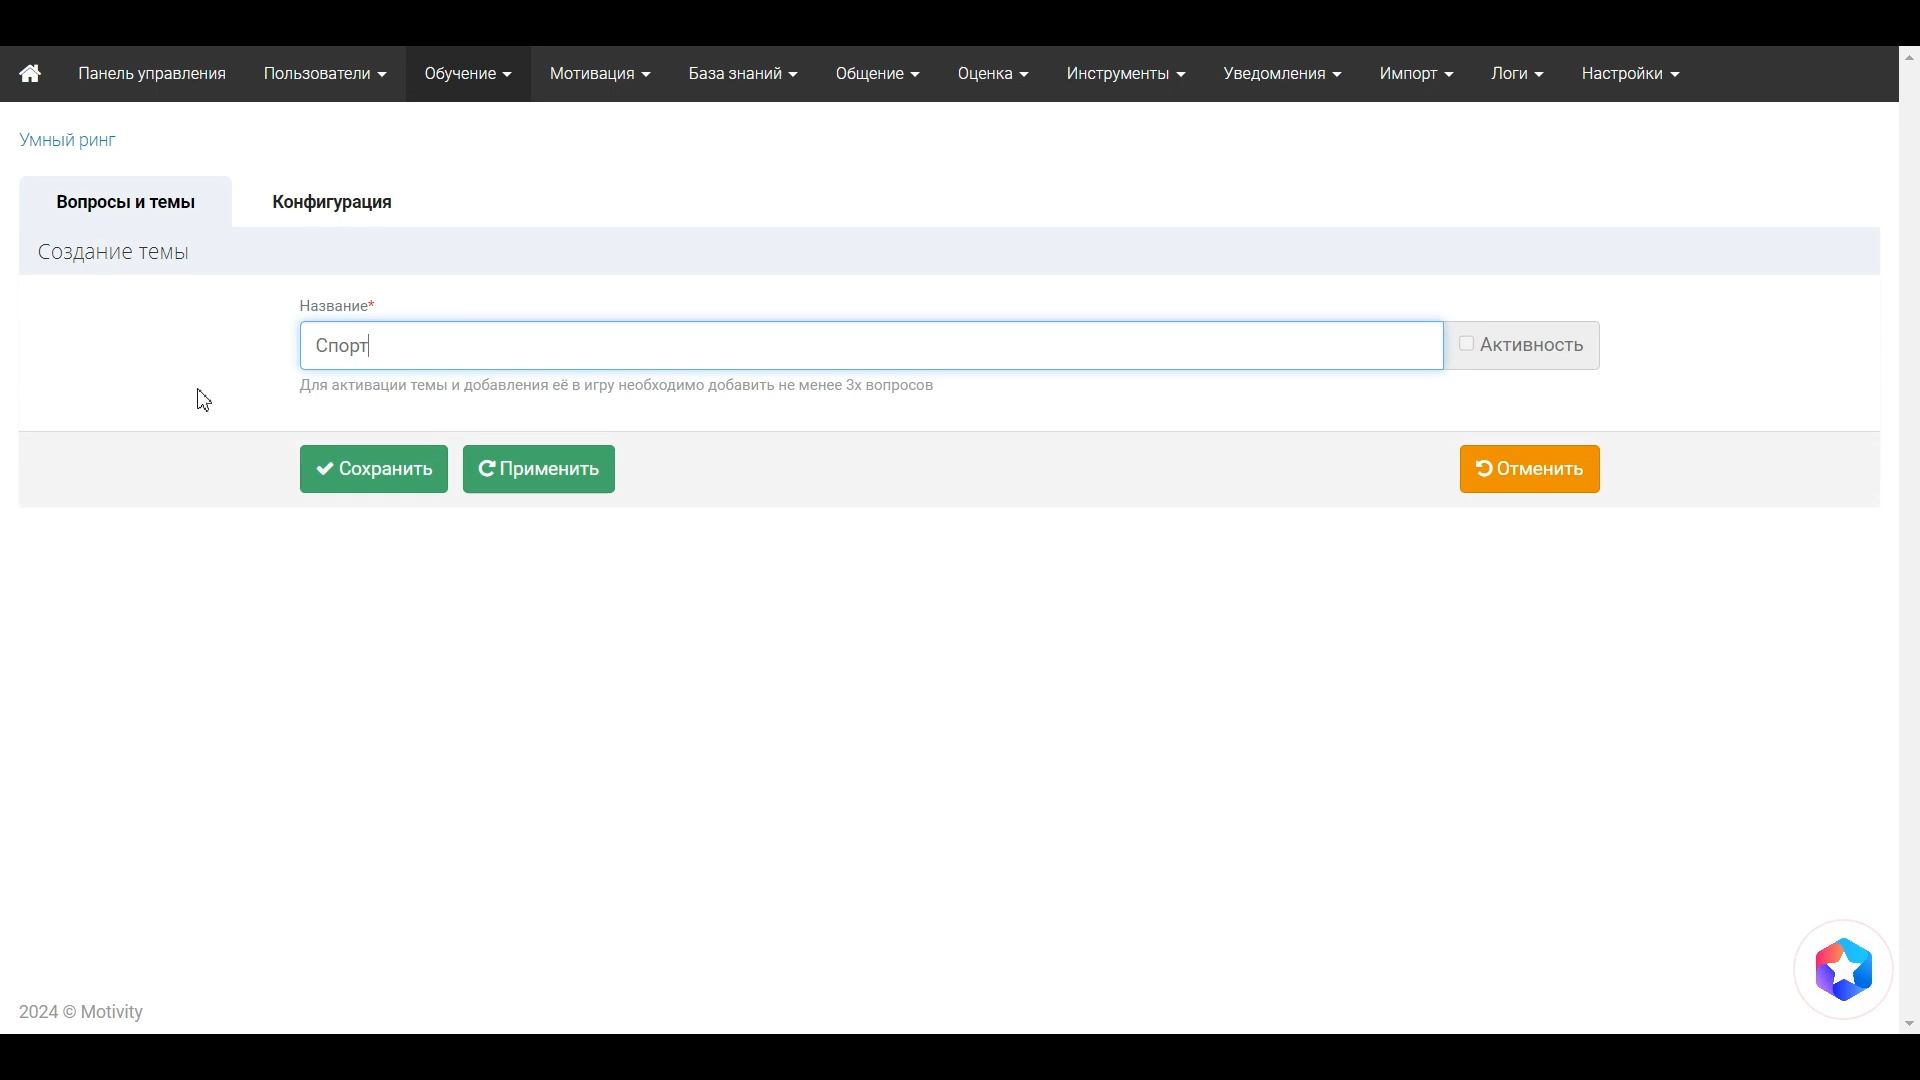 Панель управления Пользователи Обучение Мотивация База знаний Общение Оценка Инструменты Уведомления Импорт Логи Настройки
Умный ринг
Вопросы и темы Конфигурация
Создание темы
Название*
Спорт Активность
Для активации темы и добавления её в игру необходимо добавить не менее 3х вопросов
Сохранить Применить Отменить
2024 © Motivity